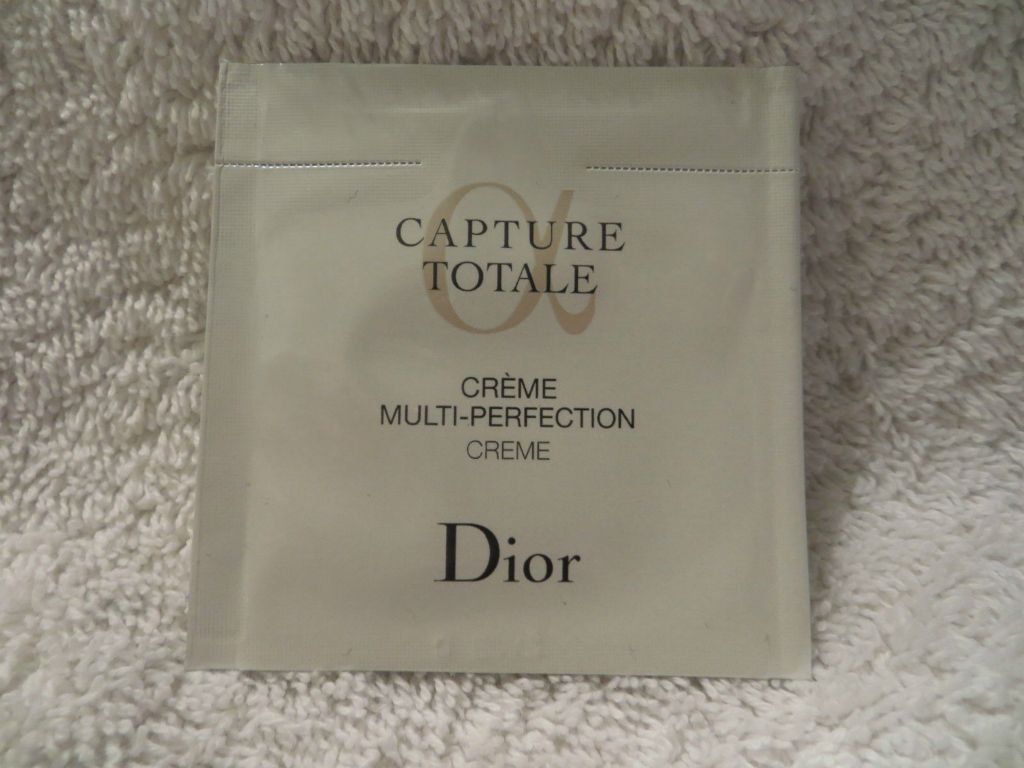 α
CAPTURE
TOTALE
CRÈME
MULTI-PERFECTION
CREME
Dior